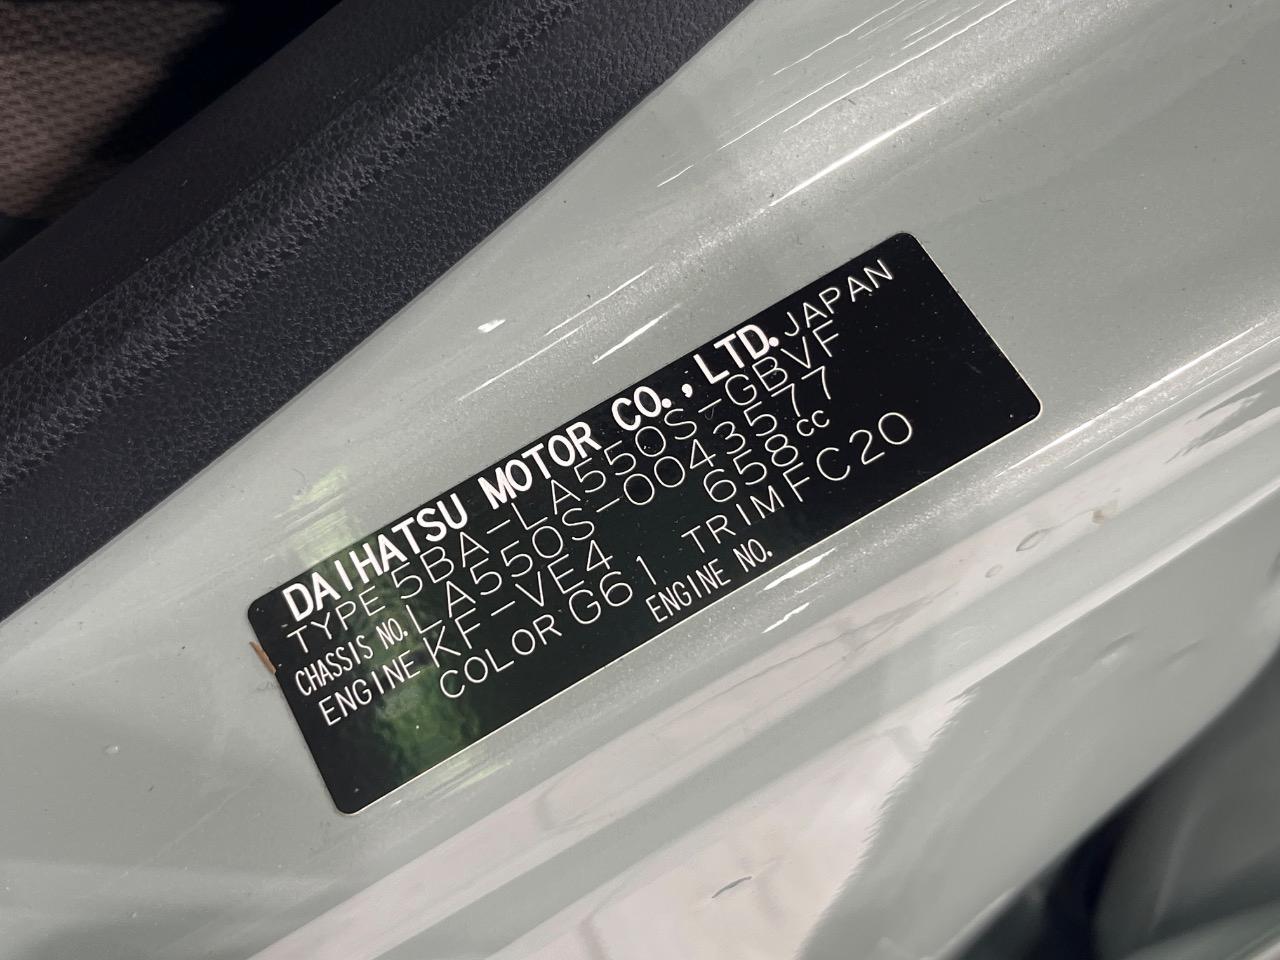 DAIHATSU MOTOR CO.,LTD. JAPAN
TYPE 5BA-LA550S-GBVF
CHASSIS NO. LA550S-0043577
ENGINE KF-VE4 658cc
COLOR G61 TRIM FC20
ENGINE NO.